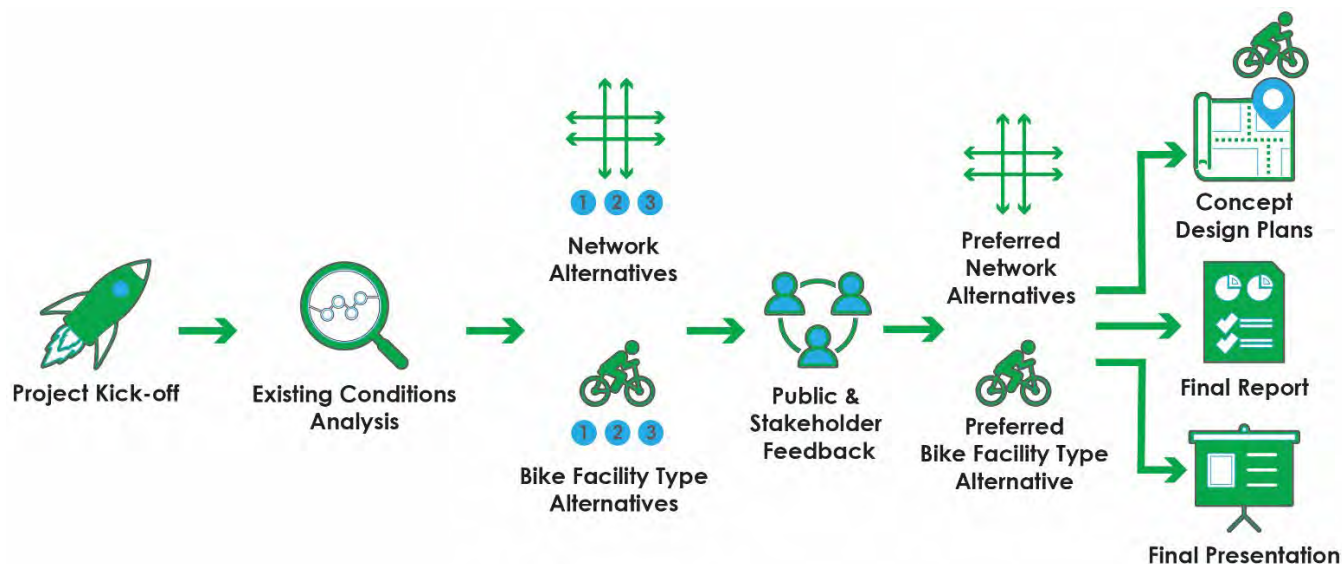 Project Kick-off
Existing Conditions
Analysis
1 2 3
Network
Alternatives
1 2 3
Bike Facility Type
Alternatives
Public &
Stakeholder
Feedback
Preferred
Network
Alternatives
Preferred
Bike Facility Type
Alternative
Concept
Design Plans
Final Report
Final Presentation